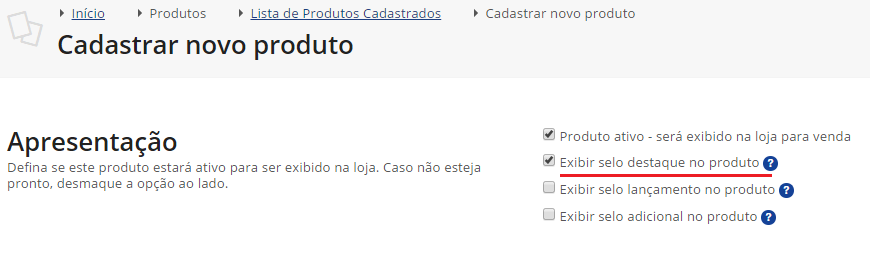 Início Produtos Lista de Produtos Cadastrados Cadastrar novo produto
Cadastrar novo produto
Apresentação
Defina se este produto estará ativo para ser exibido na loja. Caso não esteja
pronto, desmaque a opção ao lado.
Produto ativo - será exibido na loja para venda
Exibir selo destaque no produto ?
Exibir selo lançamento no produto ?
Exibir selo adicional no produto ?